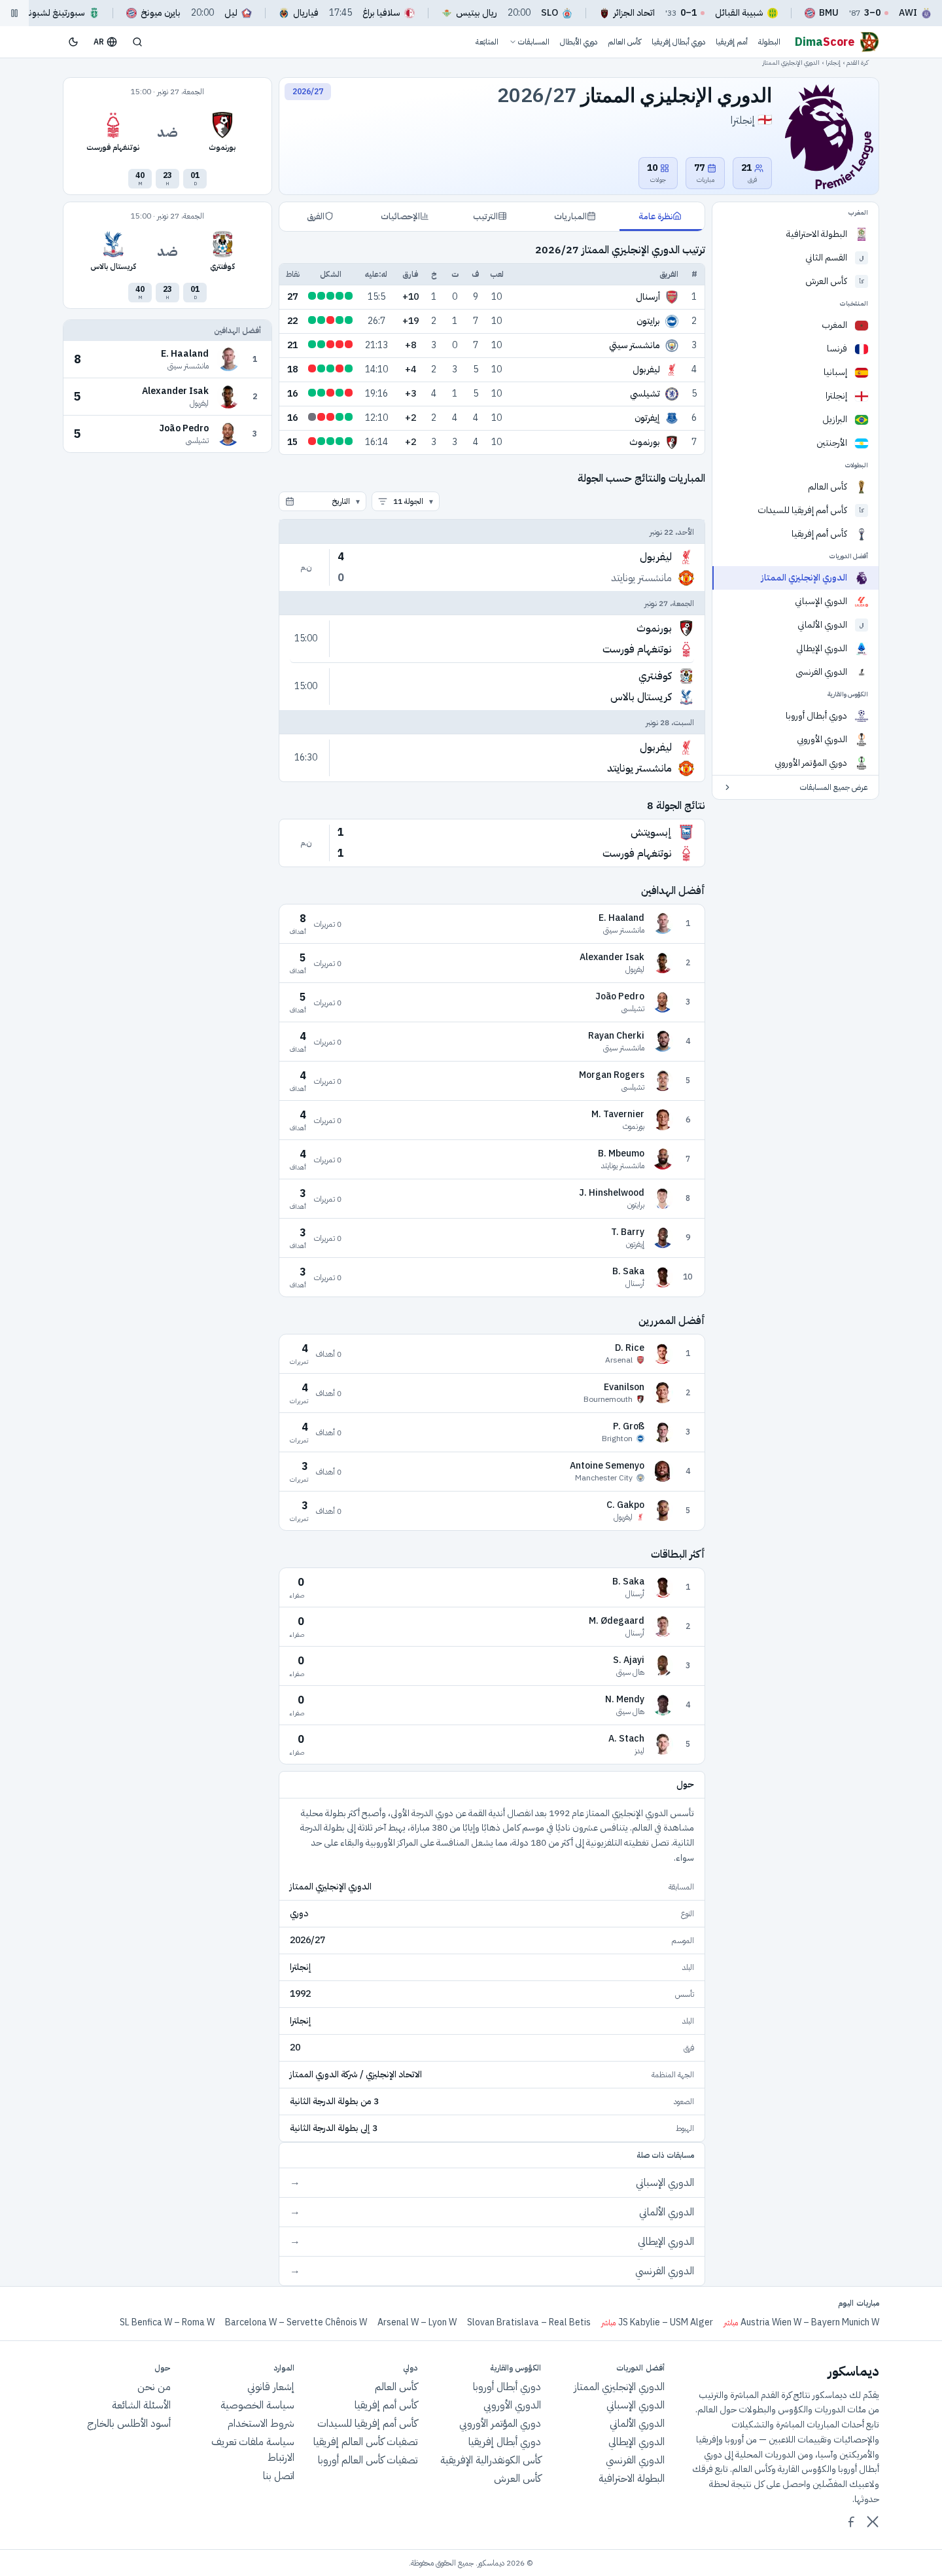 AWI 0–3 '87 BMU
شبيبة القبائل 0–1 '33 اتحاد الجزائر
SLO 20:00 ريال بيتيس
سلافيا براغ 17:45 فياريال
ليل 20:00 بايرن ميونخ
سبورتينغ لشبونة
DimaScore
البطولة
أمم إفريقيا
دوري أبطال إفريقيا
كأس العالم
دوري الأبطال
المسابقات
المتابَعة
AR
كرة القدم › إنجلترا › الدوري الإنجليزي الممتاز
الدوري الإنجليزي الممتاز 2026/27
إنجلترا
2026/27
21 فرق
77 مباريات
10 جولات
الجمعة، 27 نونبر · 15:00
بورنموث ضد نوتنغهام فورست
01 D
23 H
40 M
الجمعة، 27 نونبر · 15:00
كوفنتري ضد كريستال بالاس
01 D
23 H
40 M
أفضل الهدافين
1 E. Haaland مانشستر سيتي 8
2 Alexander Isak ليفربول 5
3 João Pedro تشيلسي 5
المغرب
البطولة الاحترافية
ال القسم الثاني
كأس العرش
المنتخبات
المغرب
فرنسا
إسبانيا
إنجلترا
البرازيل
الأرجنتين
البطولات
كأس العالم
كأس أمم إفريقيا للسيدات
كأس أمم إفريقيا
أفضل الدوريات
الدوري الإنجليزي الممتاز
الدوري الإسباني
ال الدوري الألماني
الدوري الإيطالي
الدوري الفرنسي
الكؤوس والقارية
دوري أبطال أوروبا
الدوري الأوروبي
دوري المؤتمر الأوروبي
عرض جميع المسابقات
نظرة عامة
المباريات
الترتيب
الإحصائيات
الفرق
ترتيب الدوري الإنجليزي الممتاز 2026/27
# الفريق لعب ف ت خ فارق له:عليه الشكل نقاط
1 أرسنال 10 9 0 1 +10 15:5 27
2 برايتون 10 7 1 2 +19 26:7 22
3 مانشستر سيتي 10 7 0 3 +8 21:13 21
4 ليفربول 10 5 3 2 +4 14:10 18
5 تشيلسي 10 5 1 4 +3 19:16 16
6 إيفرتون 10 4 4 2 +2 12:10 16
7 بورنموث 10 4 3 3 +2 16:14 15
المباريات والنتائج حسب الجولة
الجولة 11
التاريخ
الأحد، 22 نونبر
ليفربول 4
مانشستر يونايتد 0
ن.م
الجمعة، 27 نونبر
بورنموث
نوتنغهام فورست
15:00
كوفنتري
كريستال بالاس
15:00
السبت، 28 نونبر
ليفربول
مانشستر يونايتد
16:30
نتائج الجولة 8
إيبسويتش 1
نوتنغهام فورست 1
ن.م
أفضل الهدافين
1 E. Haaland مانشستر سيتي 0 تمريرات 8 أهداف
2 Alexander Isak ليفربول 0 تمريرات 5 أهداف
3 João Pedro تشيلسي 0 تمريرات 5 أهداف
4 Rayan Cherki مانشستر سيتي 0 تمريرات 4 أهداف
5 Morgan Rogers تشيلسي 0 تمريرات 4 أهداف
6 M. Tavernier بورنموث 0 تمريرات 4 أهداف
7 B. Mbeumo مانشستر يونايتد 0 تمريرات 4 أهداف
8 J. Hinshelwood برايتون 0 تمريرات 3 أهداف
9 T. Barry إيفرتون 0 تمريرات 3 أهداف
10 B. Saka أرسنال 0 تمريرات 3 أهداف
أفضل الممررين
1 D. Rice Arsenal 0 أهداف 4 تمريرات
2 Evanilson Bournemouth 0 أهداف 4 تمريرات
3 P. Groß Brighton 0 أهداف 4 تمريرات
4 Antoine Semenyo Manchester City 0 أهداف 3 تمريرات
5 C. Gakpo ليفربول 0 أهداف 3 تمريرات
أكثر البطاقات
1 B. Saka أرسنال 0 صفراء
2 M. Ødegaard أرسنال 0 صفراء
3 S. Ajayi هال سيتي 0 صفراء
4 N. Mendy هال سيتي 0 صفراء
5 A. Stach ليدز 0 صفراء
حول
تأسس الدوري الإنجليزي الممتاز عام 1992 بعد انفصال أندية القمة عن دوري الدرجة الأولى، وأصبح أكثر بطولة محلية
مشاهدة في العالم. يتنافس عشرون ناديًا في موسم كامل ذهابًا وإيابًا من 380 مباراة، يهبط آخر ثلاثة إلى بطولة الدرجة
الثانية. تصل تغطيته التلفزيونية إلى أكثر من 180 دولة، مما يشعل المنافسة على المراكز الأوروبية والبقاء على حد
سواء.
المسابقة الدوري الإنجليزي الممتاز
النوع دوري
الموسم 2026/27
البلد إنجلترا
تأسس 1992
البلد إنجلترا
فرق 20
الجهة المنظمة الاتحاد الإنجليزي / شركة الدوري الممتاز
الصعود 3 من بطولة الدرجة الثانية
الهبوط 3 إلى بطولة الدرجة الثانية
مسابقات ذات صلة
الدوري الإسباني →
الدوري الألماني →
الدوري الإيطالي →
الدوري الفرنسي →
مباريات اليوم
Austria Wien W – Bayern Munich W مباشر
JS Kabylie – USM Alger مباشر
Slovan Bratislava – Real Betis
Arsenal W – Lyon W
Barcelona W – Servette Chênois W
SL Benfica W – Roma W
ديماسكور
يقدّم لك ديماسكور نتائج كرة القدم المباشرة والترتيب
من مئات الدوريات والكؤوس والبطولات حول العالم.
تابع أحداث المباريات المباشرة والتشكيلات
والإحصائيات وتقييمات اللاعبين — من أوروبا وإفريقيا
والأمريكتين وآسيا، ومن الدوريات المحلية إلى دوري
أبطال أوروبا والكؤوس القارية وكأس العالم. تابع فرقك
ولاعبيك المفضّلين واحصل على كل نتيجة لحظة
حدوثها.
أفضل الدوريات
الدوري الإنجليزي الممتاز
الدوري الإسباني
الدوري الألماني
الدوري الإيطالي
الدوري الفرنسي
البطولة الاحترافية
الكؤوس والقارية
دوري أبطال أوروبا
الدوري الأوروبي
دوري المؤتمر الأوروبي
دوري أبطال إفريقيا
كأس الكونفدرالية الإفريقية
كأس العرش
دولي
كأس العالم
كأس أمم إفريقيا
كأس أمم إفريقيا للسيدات
تصفيات كأس العالم إفريقيا
تصفيات كأس العالم أوروبا
الموارد
إشعار قانوني
سياسة الخصوصية
شروط الاستخدام
سياسة ملفات تعريف
الارتباط
اتصل بنا
حول
من نحن
الأسئلة الشائعة
أسود الأطلس بالخارج
© 2026 ديماسكور. جميع الحقوق محفوظة.